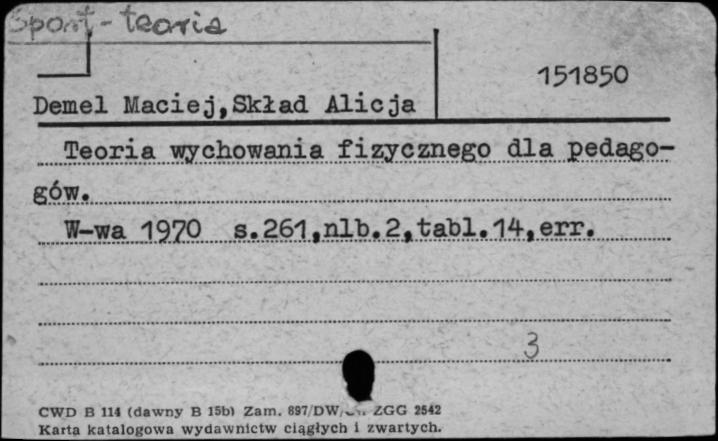 Sport - teoria
151850
Demel Maciej,Skład Alicja
Teoria wychowania fizycznego dla pedago-
gów.
W-wa 1970 s.261,nlb.2,tabl.14,err.
3
CWD B 114 (dawny B 15b) Zam. 897/DW/ ZGG 2542
Karta katalogowa wydawnictw ciągłych i zwartych.